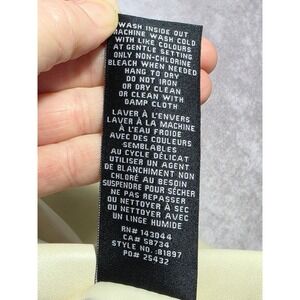 WASH INSIDE OUT
MACHINE WASH COLD
WITH LIKE COLOURS
AT GENTLE SETTING
ONLY NON-CHLORINE
BLEACH WHEN NEEDED
HANG TO DRY
DO NOT IRON
OR DRY CLEAN
OR CLEAN WITH
DAMP CLOTH
LAVER À L'ENVERS
LAVER À LA MACHINE
À L'EAU FROIDE
AVEC DES COULEURS
SEMBLABLES
AU CYCLE DÉLICAT
UTILISER UN AGENT
DE BLANCHIMENT NON
CHLORÉ AU BESOIN
SUSPENDRE POUR SÉCHER
NE PAS REPASSER
OU NETTOYER À SEC
OU NETTOYER AVEC
UN LINGE HUMIDE
RN# 143044
CA# 58734
STYLE NO.:81897
PO# 25432